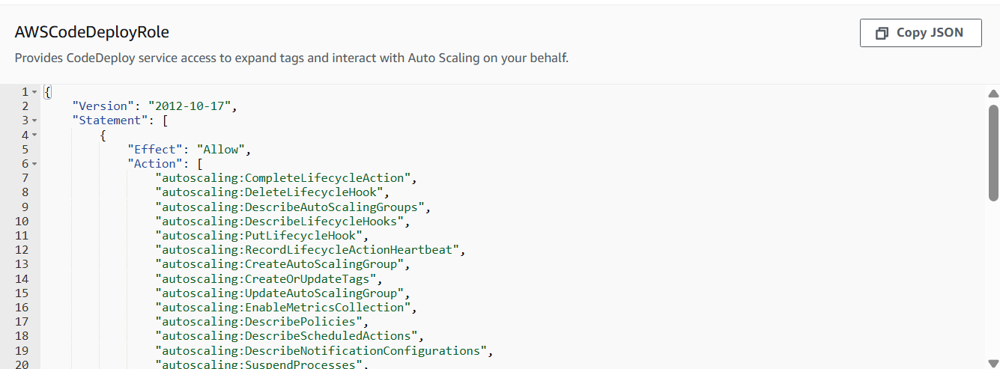 AWSCodeDeployRole
Copy JSON
Provides CodeDeploy service access to expand tags and interact with Auto Scaling on your behalf.
1 {
2 "Version": "2012-10-17",
3 "Statement": [
4 {
5 "Effect": "Allow",
6 "Action": [
7 "autoscaling:CompleteLifecycleAction",
8 "autoscaling:DeleteLifecycleHook",
9 "autoscaling:DescribeAutoScalingGroups",
10 "autoscaling:DescribeLifecycleHooks",
11 "autoscaling:PutLifecycleHook",
12 "autoscaling:RecordLifecycleActionHeartbeat",
13 "autoscaling:CreateAutoScalingGroup",
14 "autoscaling:CreateOrUpdateTags",
15 "autoscaling:UpdateAutoScalingGroup",
16 "autoscaling:EnableMetricsCollection",
17 "autoscaling:DescribePolicies",
18 "autoscaling:DescribeScheduledActions",
19 "autoscaling:DescribeNotificationConfigurations",
20 "autoscaling:SuspendProcesses",